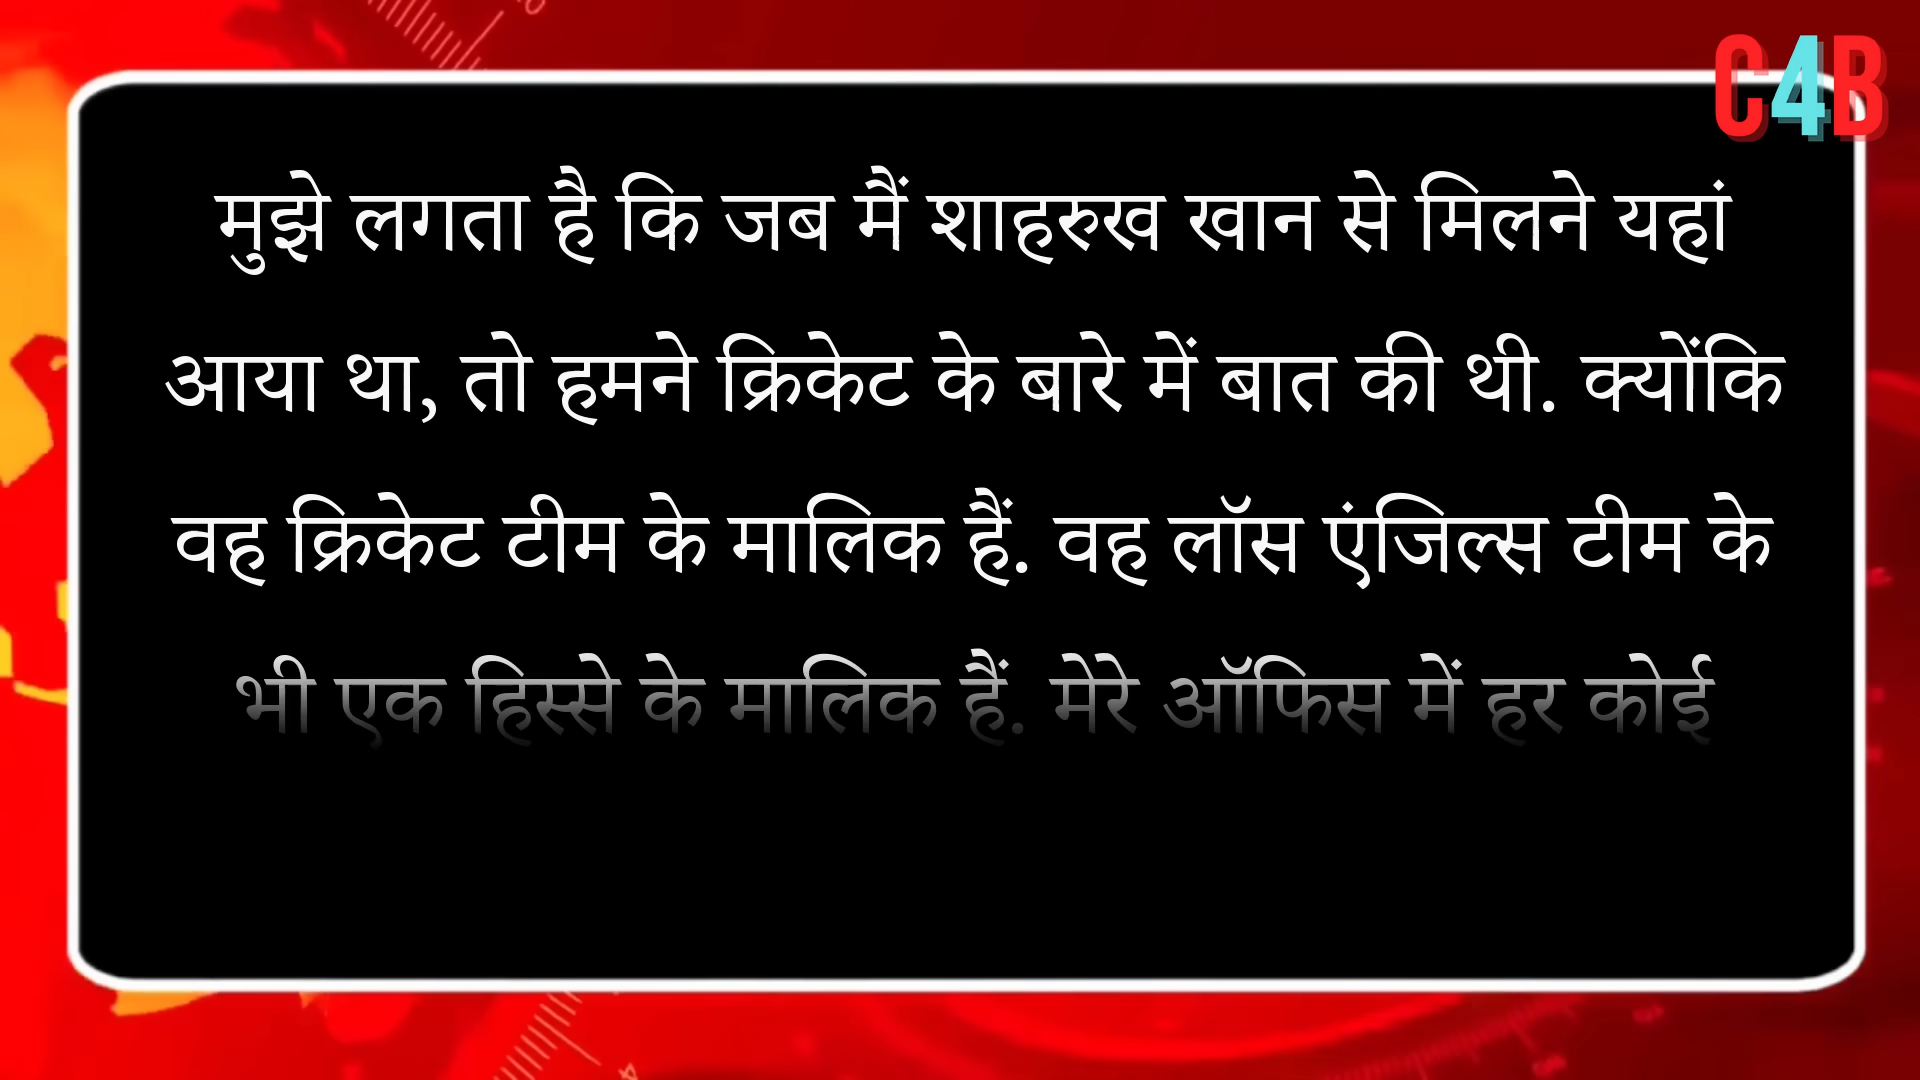 C4B
मुझे लगता है कि जब मैं शाहरुख खान से मिलने यहां
आया था, तो हमने क्रिकेट के बारे में बात की थी. क्योंकि
वह क्रिकेट टीम के मालिक हैं. वह लॉस एंजिल्स टीम के
भी एक हिस्से के मालिक हैं. मेरे ऑफिस में हर कोई